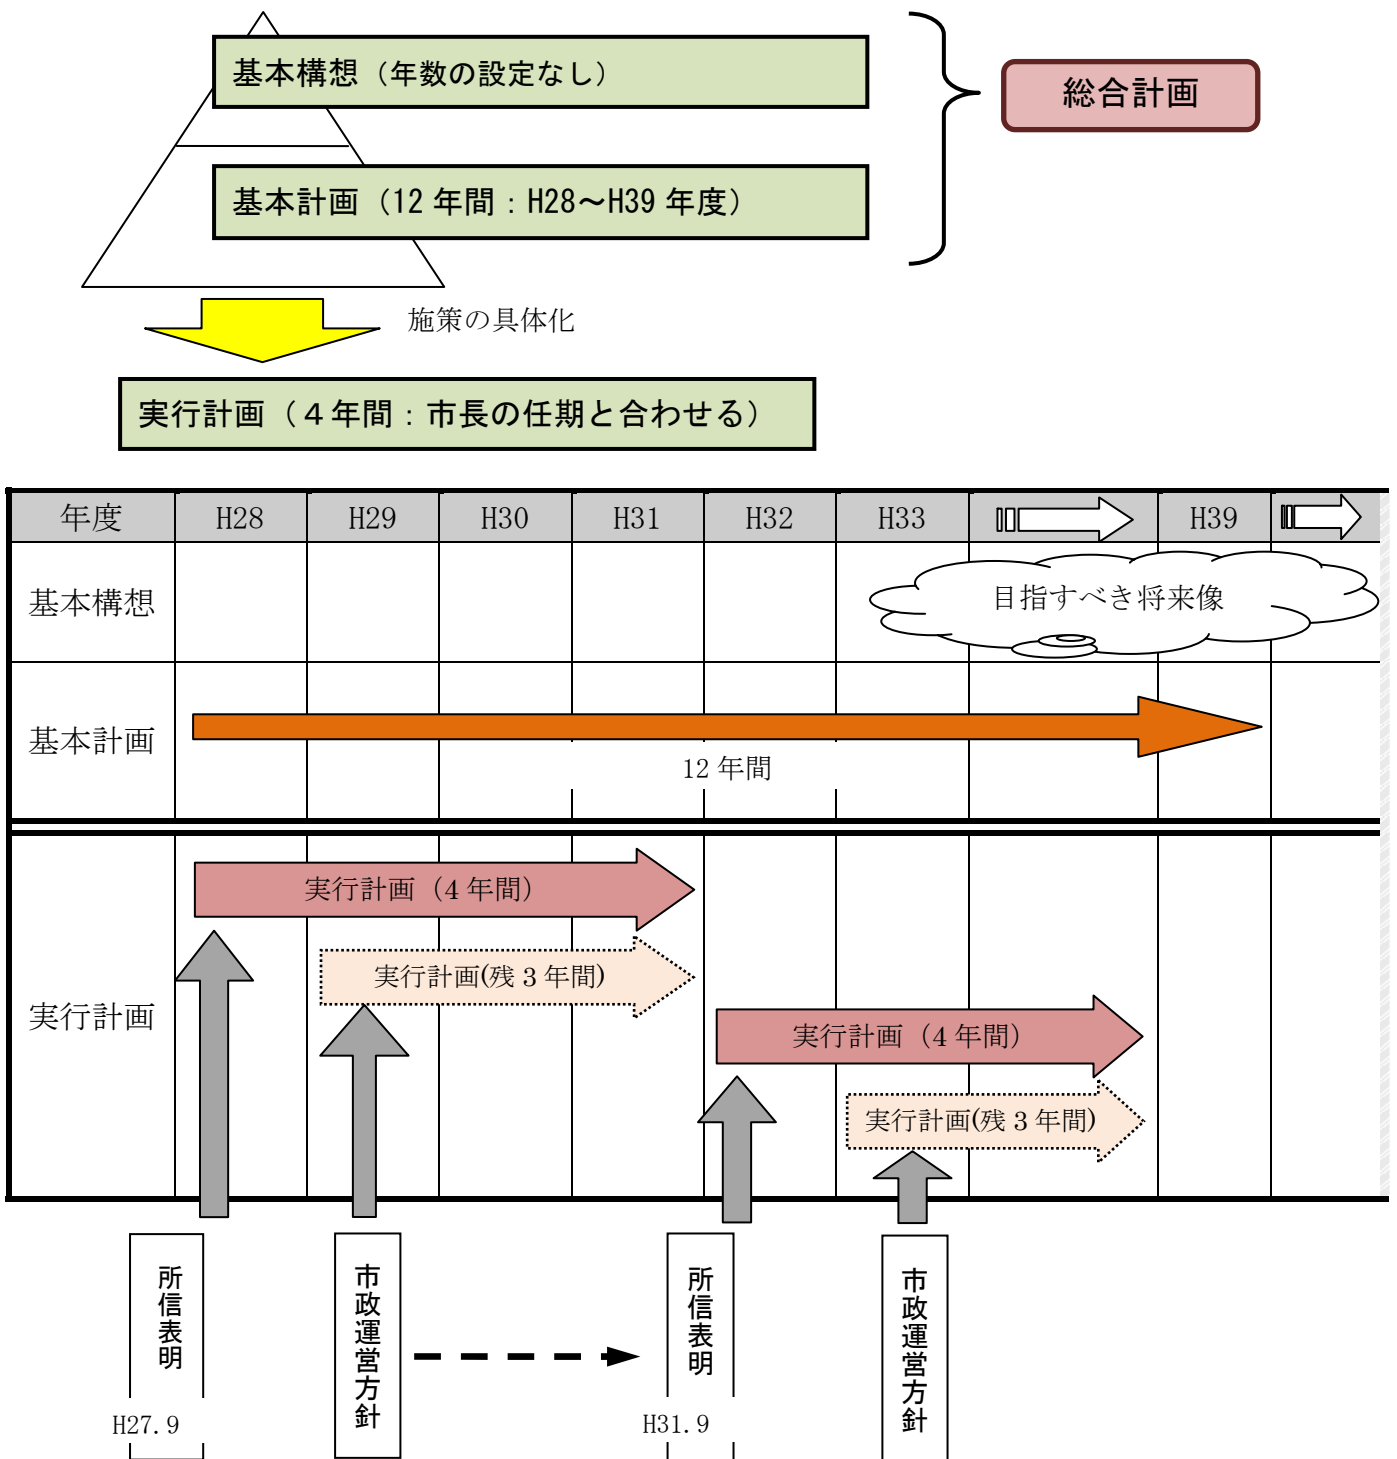 基本構想（年数の設定なし）
総合計画
基本計画（12 年間：H28～H39 年度）
施策の具体化
実行計画（４年間：市長の任期と合わせる）
年度 H28 H29 H30 H31 H32 H33 H39
基本構想
目指すべき将来像
基本計画
12 年間
実行計画
実行計画（4 年間）
実行計画(残 3 年間)
実行計画（4 年間）
実行計画(残 3 年間)
所信表明
H27.9
市政運営方針
所信表明
H31.9
市政運営方針